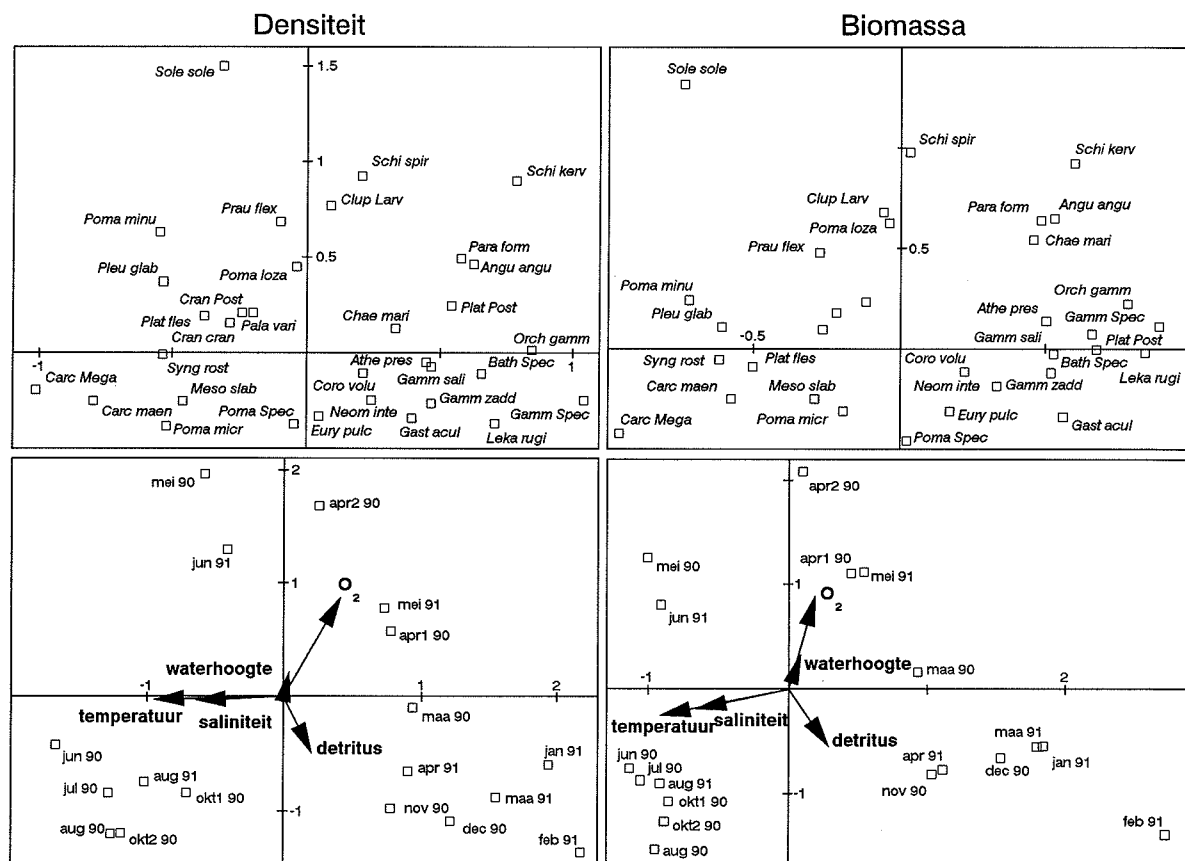 Densiteit
Biomassa
1.5
Sole sole
1
Schi spir
Schi kerv
Clup Larv
Prau flex
Poma minu
0.5
Para form
Pleu glab
Poma loza
Angu angu
Cran Post
Plat Post
Plat fles
Pala vari
Chae mari
Cran cran
Orch gamm
-1
Syng rost
Athe pres
1
Carc Mega
Meso slab
Coro volu
Gamm sali
Bath Spec
Carc maen
Poma Spec
Neom inte
Gamm zadd
Gamm Spec
Poma micr
Eury pulc
Gast acul
Leka rugi
Sole sole
Schi spir
Schi kerv
Clup Larv
Para form
Angu angu
Poma loza
Prau flex
0.5
Chae mari
Poma minu
Orch gamm
Pleu glab
Athe pres
Gamm Spec
-0.5
Gamm sali
Plat Post
Syng rost
Plat fles
Coro volu
Bath Spec
Leka rugi
Carc maen
Meso slab
Neom inte
Gamm zadd
Carc Mega
Poma micr
Eury pulc
Gast acul
Poma Spec
2
mei 90
apr2 90
jun 91
1
O2
mei 91
apr1 90
waterhoogte
-1
1
2
temperatuur
saliniteit
maa 90
detritus
jun 90
jan 91
aug 91
apr 91
jul 90
okt1 90
maa 91
-1
nov 90
aug 90
okt2 90
dec 90
feb 91
apr2 90
mei 90
apr1 90
mei 91
1
O2
jun 91
waterhoogte
maa 90
-1
2
temperatuur
saliniteit
detritus
maa 91
jun 90
jul 90
apr 91
jan 91
aug 91
dec 90
okt1 90
nov 90
-1
okt2 90
feb 91
aug 90